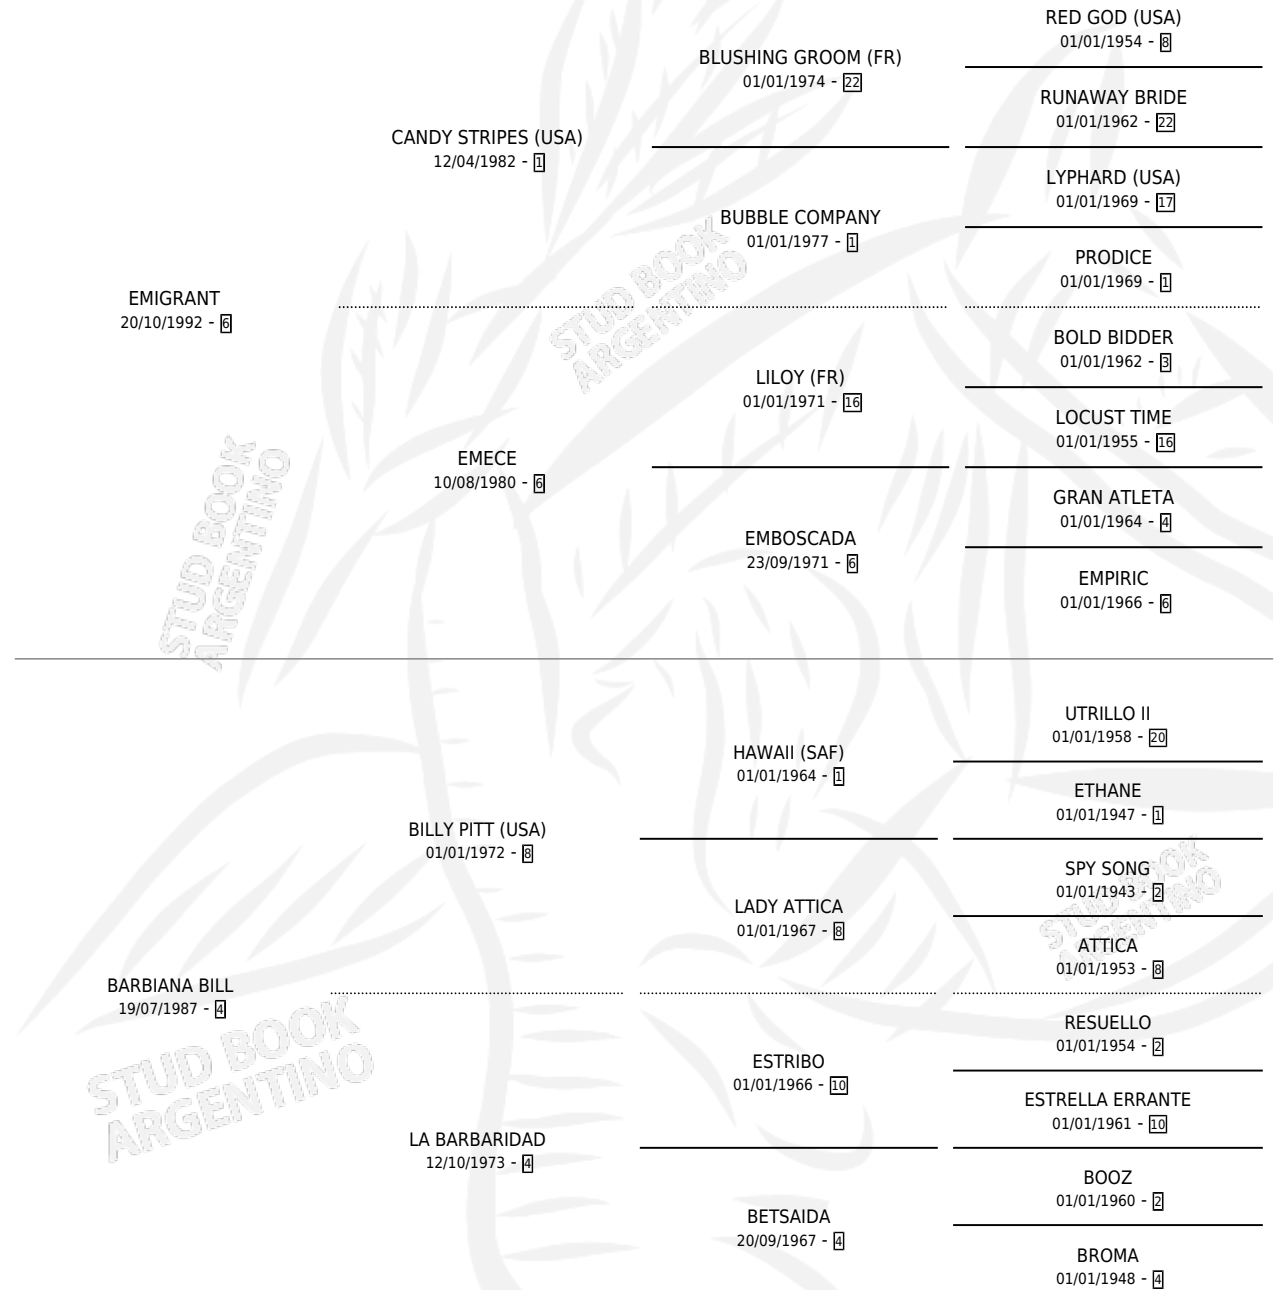 RED GOD (USA)
01/01/1954 - 8
BLUSHING GROOM (FR)
01/01/1974 - 22
RUNAWAY BRIDE
01/01/1962 - 22
CANDY STRIPES (USA)
12/04/1982 - 1
LYPHARD (USA)
01/01/1969 - 17
BUBBLE COMPANY
01/01/1977 - 1
PRODICE
01/01/1969 - 1
EMIGRANT
20/10/1992 - 6
BOLD BIDDER
01/01/1962 - 3
LILOY (FR)
01/01/1971 - 16
LOCUST TIME
01/01/1955 - 16
EMECE
10/08/1980 - 6
GRAN ATLETA
01/01/1964 - 4
EMBOSCADA
23/09/1971 - 6
EMPIRIC
01/01/1966 - 6
UTRILLO II
01/01/1958 - 20
HAWAII (SAF)
01/01/1964 - 1
ETHANE
01/01/1947 - 1
BILLY PITT (USA)
01/01/1972 - 8
SPY SONG
01/01/1943 - 2
LADY ATTICA
01/01/1967 - 8
ATTICA
01/01/1953 - 8
BARBIANA BILL
19/07/1987 - 4
RESUELLO
01/01/1954 - 2
ESTRIBO
01/01/1966 - 10
ESTRELLA ERRANTE
01/01/1961 - 10
LA BARBARIDAD
12/10/1973 - 4
BOOZ
01/01/1960 - 2
BETSAIDA
20/09/1967 - 4
BROMA
01/01/1948 - 4
STUD BOOK
ARGENTINO
STUD BOOK
ARGENTINO
STUD BOOK
ARGENTINO
STUD BOOK
ARGENTINO